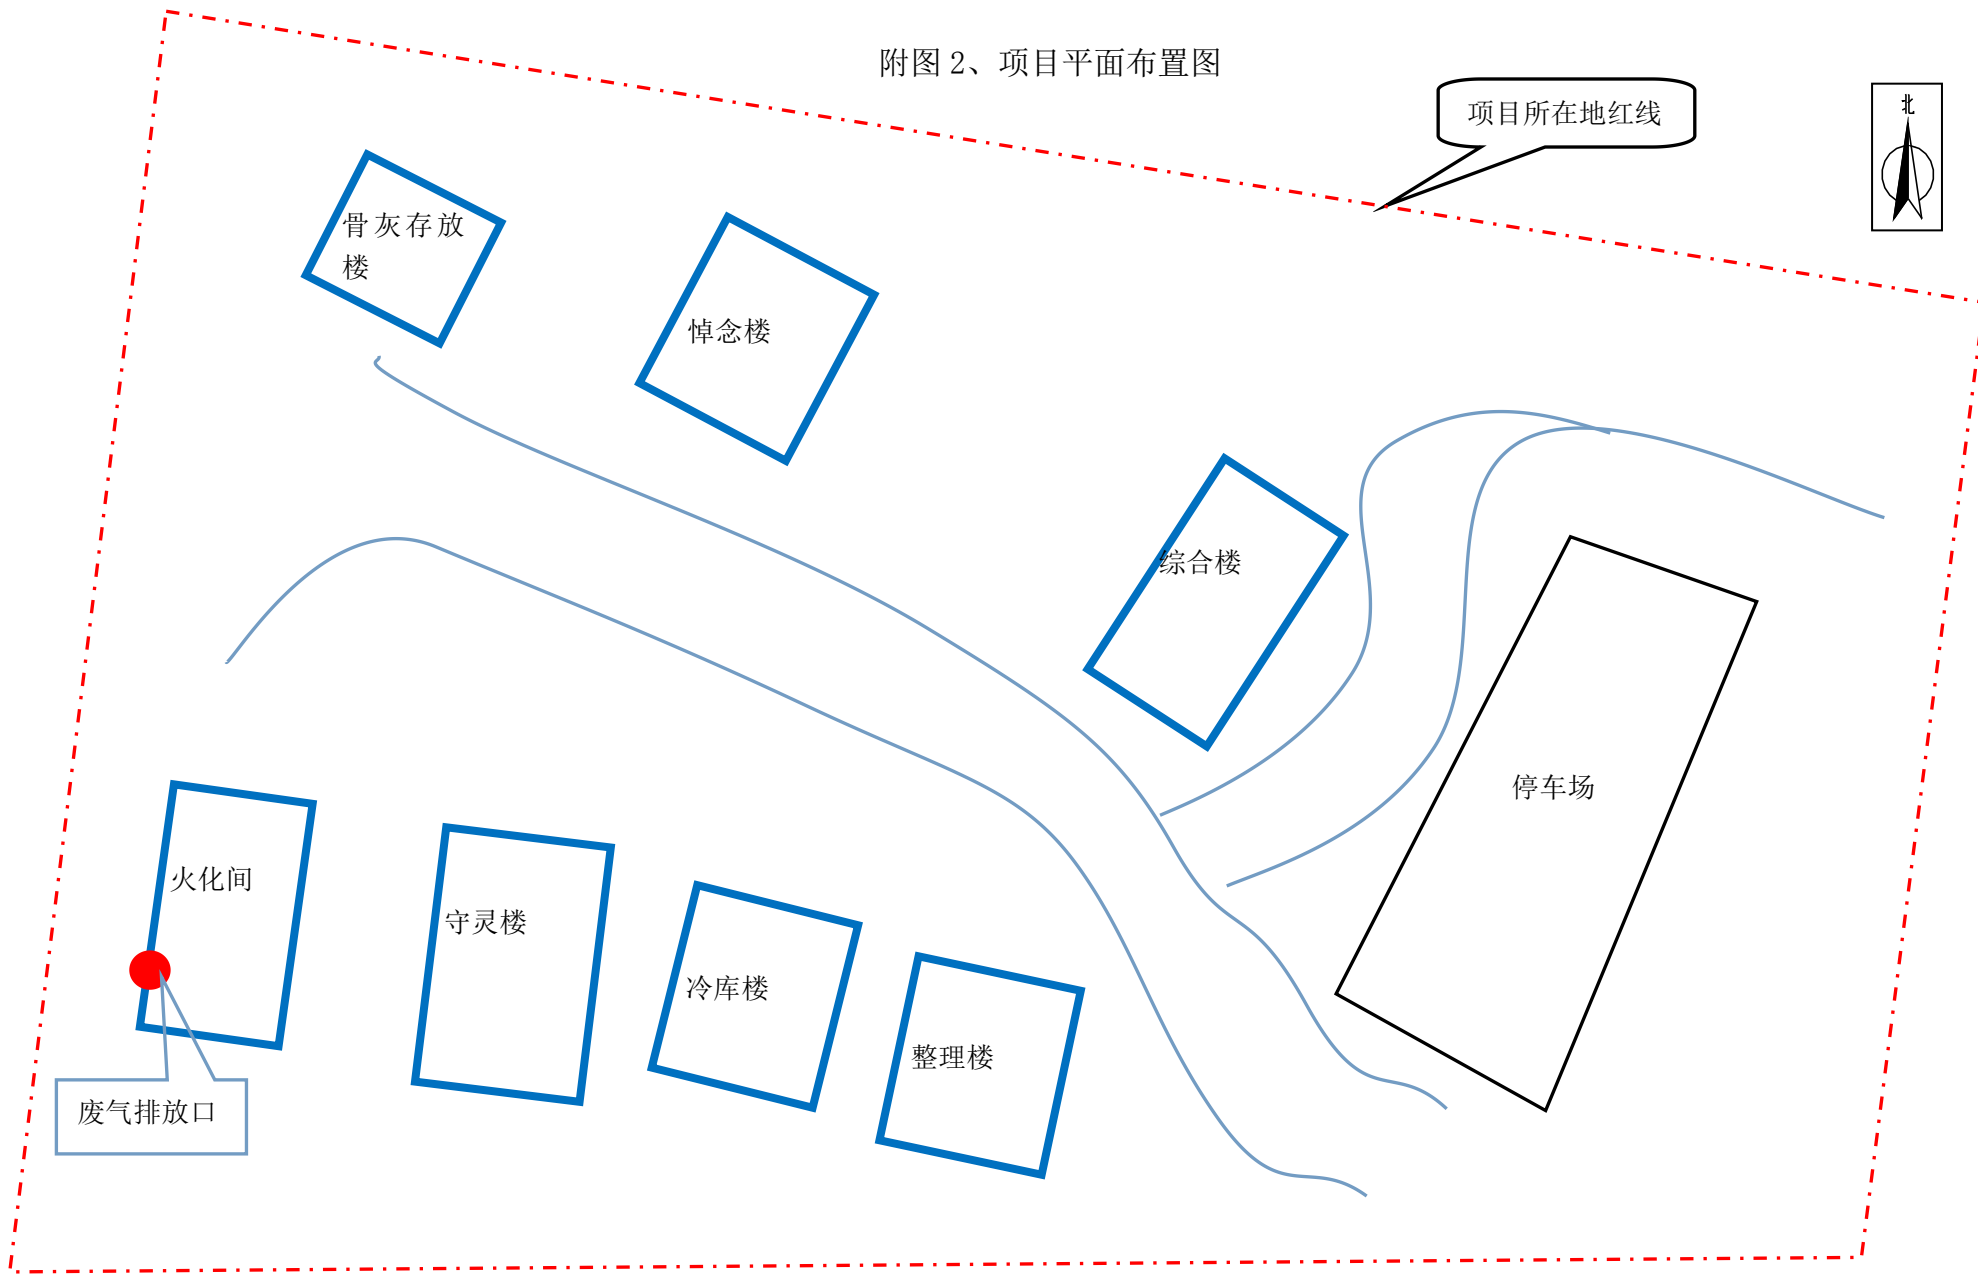 附图 2、项目平面布置图
项目所在地红线
北
骨灰存放
楼
悼念楼
综合楼
停车场
火化间
守灵楼
冷库楼
整理楼
废气排放口